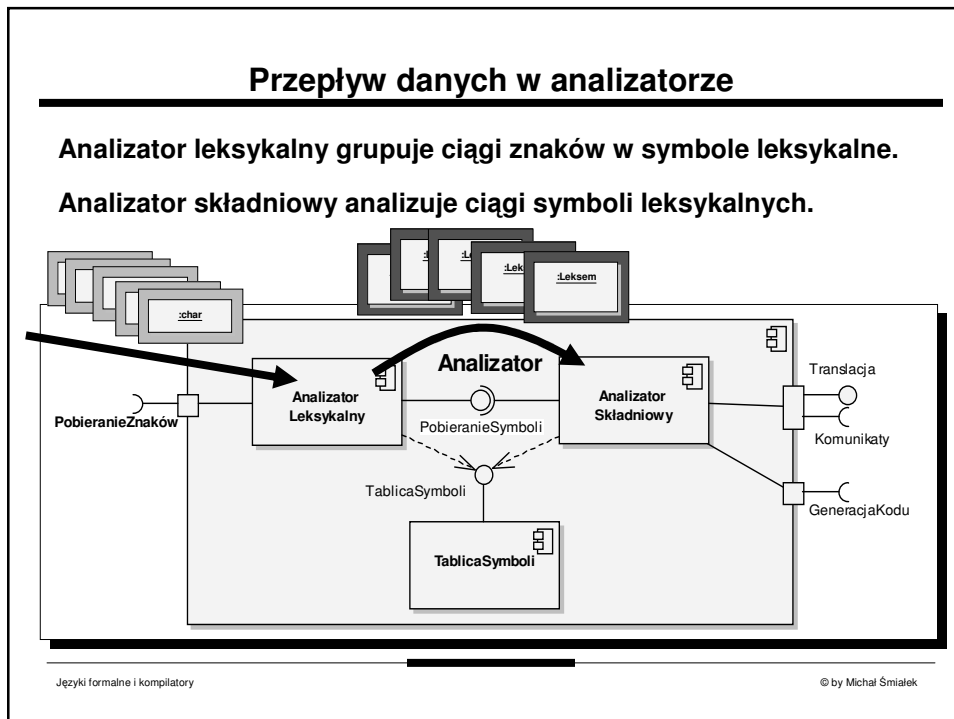 Przepływ danych w analizatorze
Analizator leksykalny grupuje ciągi znaków w symbole leksykalne.
Analizator składniowy analizuje ciągi symboli leksykalnych.
:Lek
:Leksem
:char
Analizator
Analizator
Leksykalny
Analizator
Składniowy
Translacja
PobieranieZnaków
PobieranieSymboli
Komunikaty
TablicaSymboli
GeneracjaKodu
TablicaSymboli
Języki formalne i kompilatory
© by Michał Śmiałek